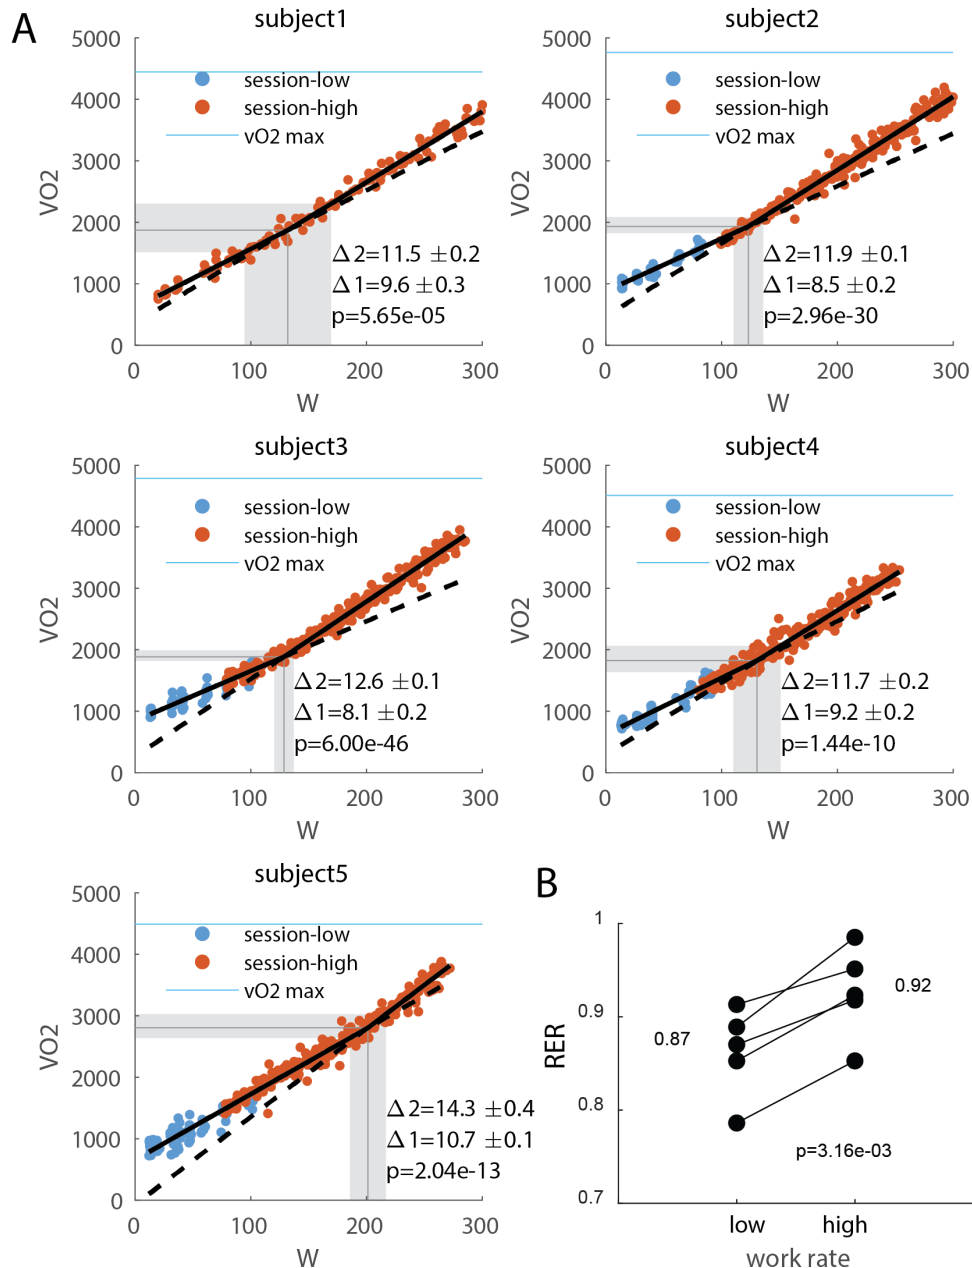 A
subject1
5000
4000
3000
2000
1000
0
VO2
session-low
session-high
vO2 max
Δ2=11.5 ±0.2
Δ1=9.6 ±0.3
p=5.65e-05
0 100 200 300
W
subject2
5000
4000
3000
2000
1000
0
VO2
session-low
session-high
vO2 max
Δ2=11.9 ±0.1
Δ1=8.5 ±0.2
p=2.96e-30
0 100 200 300
W
subject3
5000
4000
3000
2000
1000
0
VO2
session-low
session-high
vO2 max
Δ2=12.6 ±0.1
Δ1=8.1 ±0.2
p=6.00e-46
0 100 200 300
W
subject4
5000
4000
3000
2000
1000
0
VO2
session-low
session-high
vO2 max
Δ2=11.7 ±0.2
Δ1=9.2 ±0.2
p=1.44e-10
0 100 200 300
W
subject5
5000
4000
3000
2000
1000
0
VO2
session-low
session-high
vO2 max
Δ2=14.3 ±0.4
Δ1=10.7 ±0.1
p=2.04e-13
0 100 200 300
W
B
1
0.9
0.8
0.7
RER
0.87
0.92
p=3.16e-03
low high
work rate